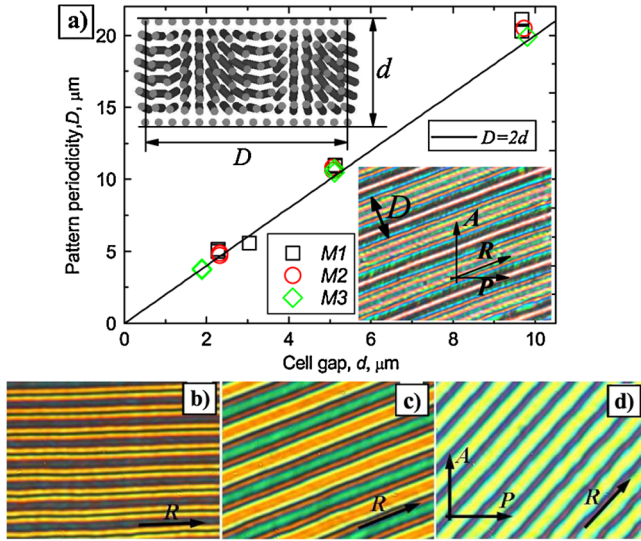 a)
20
15
10
5
0
0
2
4
6
8
10
Pattern periodicity,D, μm
Cell gap, d, μm
d
D
D=2d
M1
M2
M3
D
A
R
P
b)
R
c)
R
d)
A
P
R